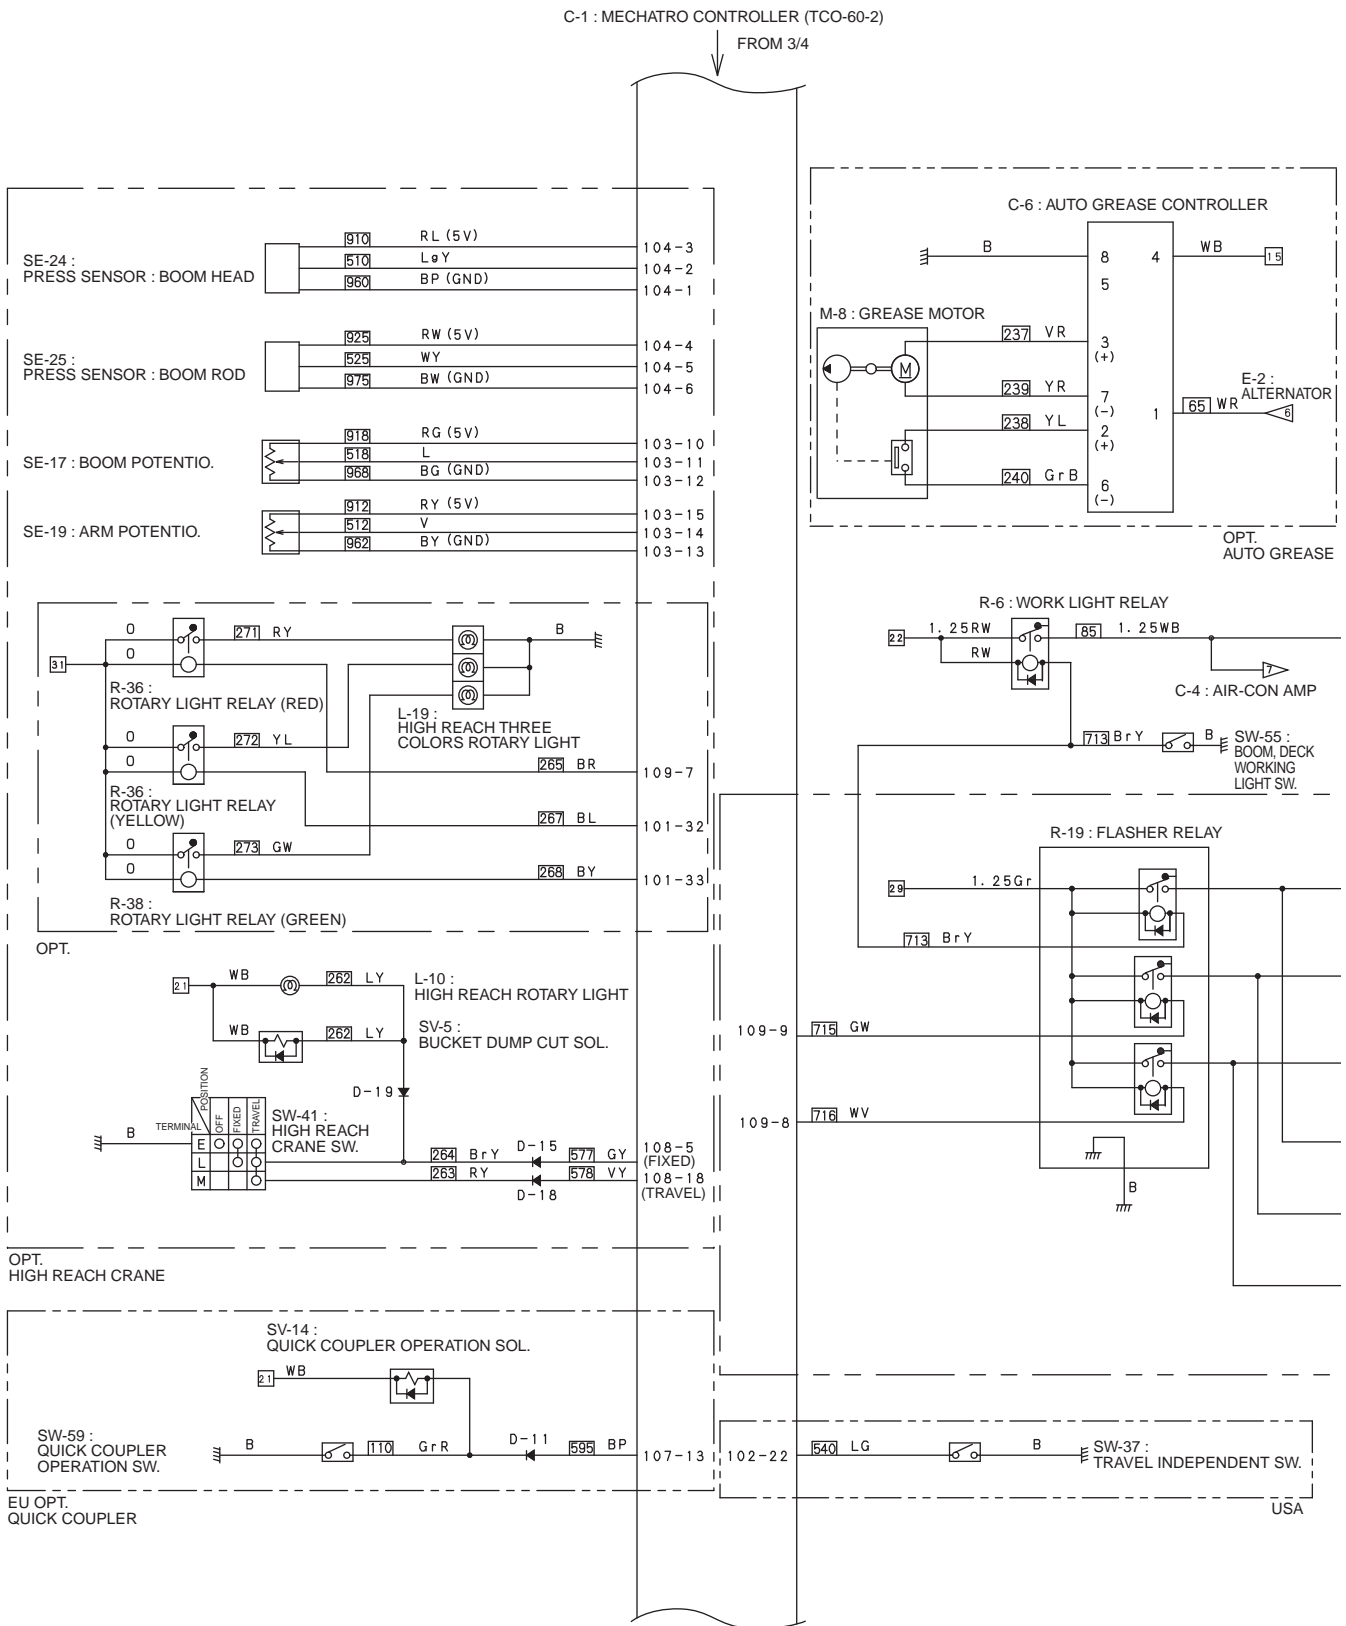 C-1 : MECHATRO CONTROLLER (TCO-60-2)
FROM 3/4
SE-24 :
PRESS SENSOR : BOOM HEAD
910 RL (5V) 104-3
510 LgY 104-2
960 BP (GND) 104-1
SE-25 :
PRESS SENSOR : BOOM ROD
925 RW (5V) 104-4
525 WY 104-5
975 BW (GND) 104-6
SE-17 : BOOM POTENTIO.
918 RG (5V) 103-10
518 L 103-11
968 BG (GND) 103-12
SE-19 : ARM POTENTIO.
912 RY (5V) 103-15
512 V 103-14
962 BY (GND) 103-13
31
O 271 RY B
O
R-36 :
ROTARY LIGHT RELAY (RED)
L-19 :
HIGH REACH THREE
COLORS ROTARY LIGHT
O 272 YL
O 265 BR 109-7
R-36 :
ROTARY LIGHT RELAY
(YELLOW)
267 BL 101-32
O 273 GW
O 268 BY 101-33
R-38 :
ROTARY LIGHT RELAY (GREEN)
OPT.
21 WB 262 LY
L-10 :
HIGH REACH ROTARY LIGHT
WB 262 LY
SV-5 :
BUCKET DUMP CUT SOL.
D-19
POSITION
TERMINAL
OFF
FIXED
TRAVEL
E
L
M
B
SW-41 :
HIGH REACH
CRANE SW.
264 BrY D-15 577 GY 108-5
(FIXED)
263 RY D-18 578 VY 108-18
(TRAVEL)
OPT.
HIGH REACH CRANE
SV-14 :
QUICK COUPLER OPERATION SOL.
21 WB
SW-59 :
QUICK COUPLER
OPERATION SW.
B 110 GrR D-11 595 BP 107-13
EU OPT.
QUICK COUPLER
C-6 : AUTO GREASE CONTROLLER
B 8 4 WB 15
5
M-8 : GREASE MOTOR
M
237 VR 3
(+)
239 YR 7
(-)
238 YL 2
(+)
240 GrB 6
(-)
1 65 WR 6
E-2 :
ALTERNATOR
OPT.
AUTO GREASE
R-6 : WORK LIGHT RELAY
22 1.25RW 85 1.25WB
RW
7
C-4 : AIR-CON AMP
713 BrY B
SW-55 :
BOOM, DECK
WORKING
LIGHT SW.
R-19 : FLASHER RELAY
29 1.25Gr
713 BrY
109-9 715 GW
109-8 716 WV
B
102-22 540 LG B
SW-37 :
TRAVEL INDEPENDENT SW.
USA